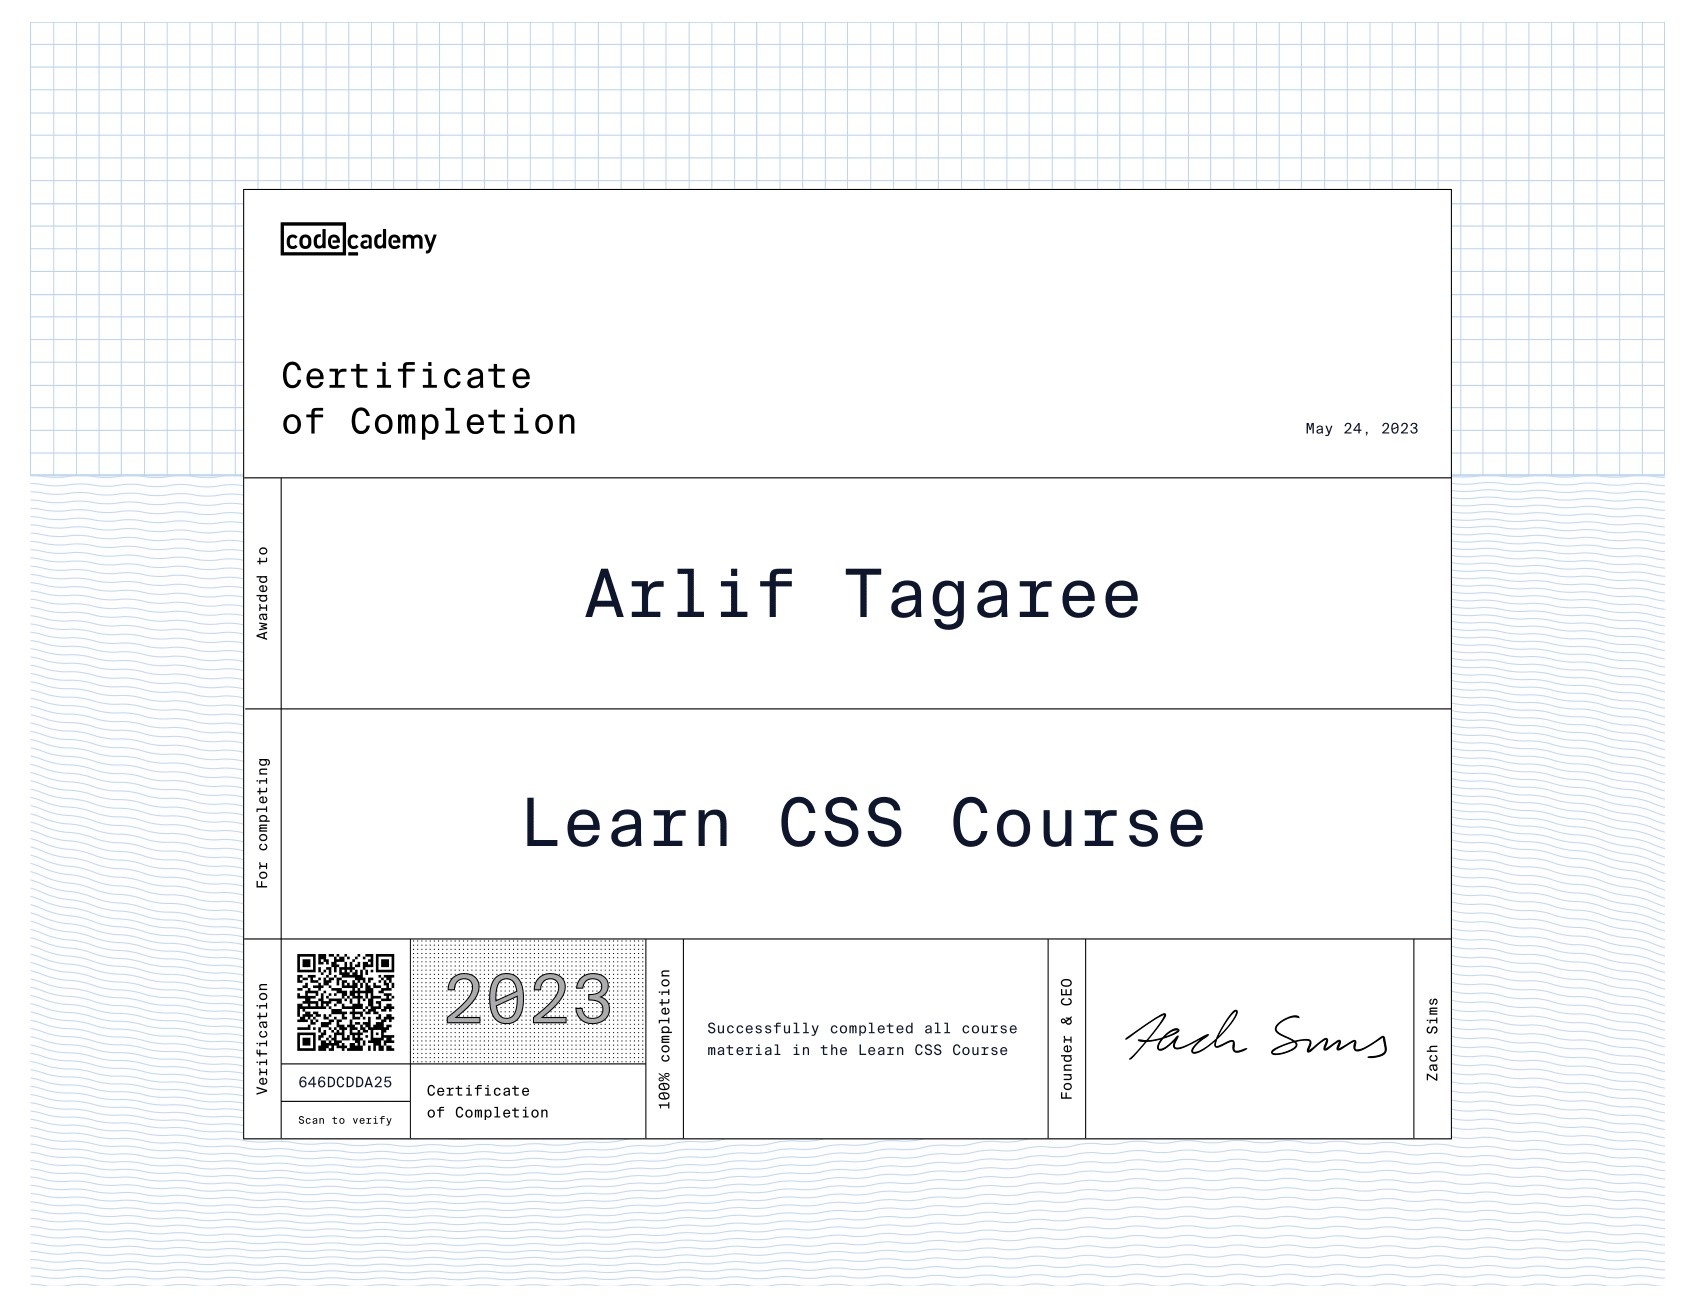 codecademy
Certificate
of Completion
May 24, 2023
Awarded to
Arlif Tagaree
For completing
Learn CSS Course
Verification
646DCDDA25
Scan to verify
2023
Certificate
of Completion
100% completion
Successfully completed all course
material in the Learn CSS Course
Founder & CEO
Zach Sims
Zach Sims